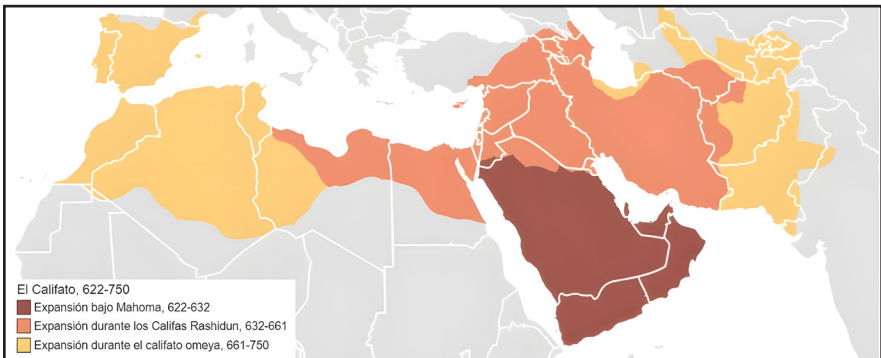 El Califato, 622-750
Expansión bajo Mahoma, 622-632
Expansión durante los Califas Rashidun, 632-661
Expansión durante el califato omeya, 661-750